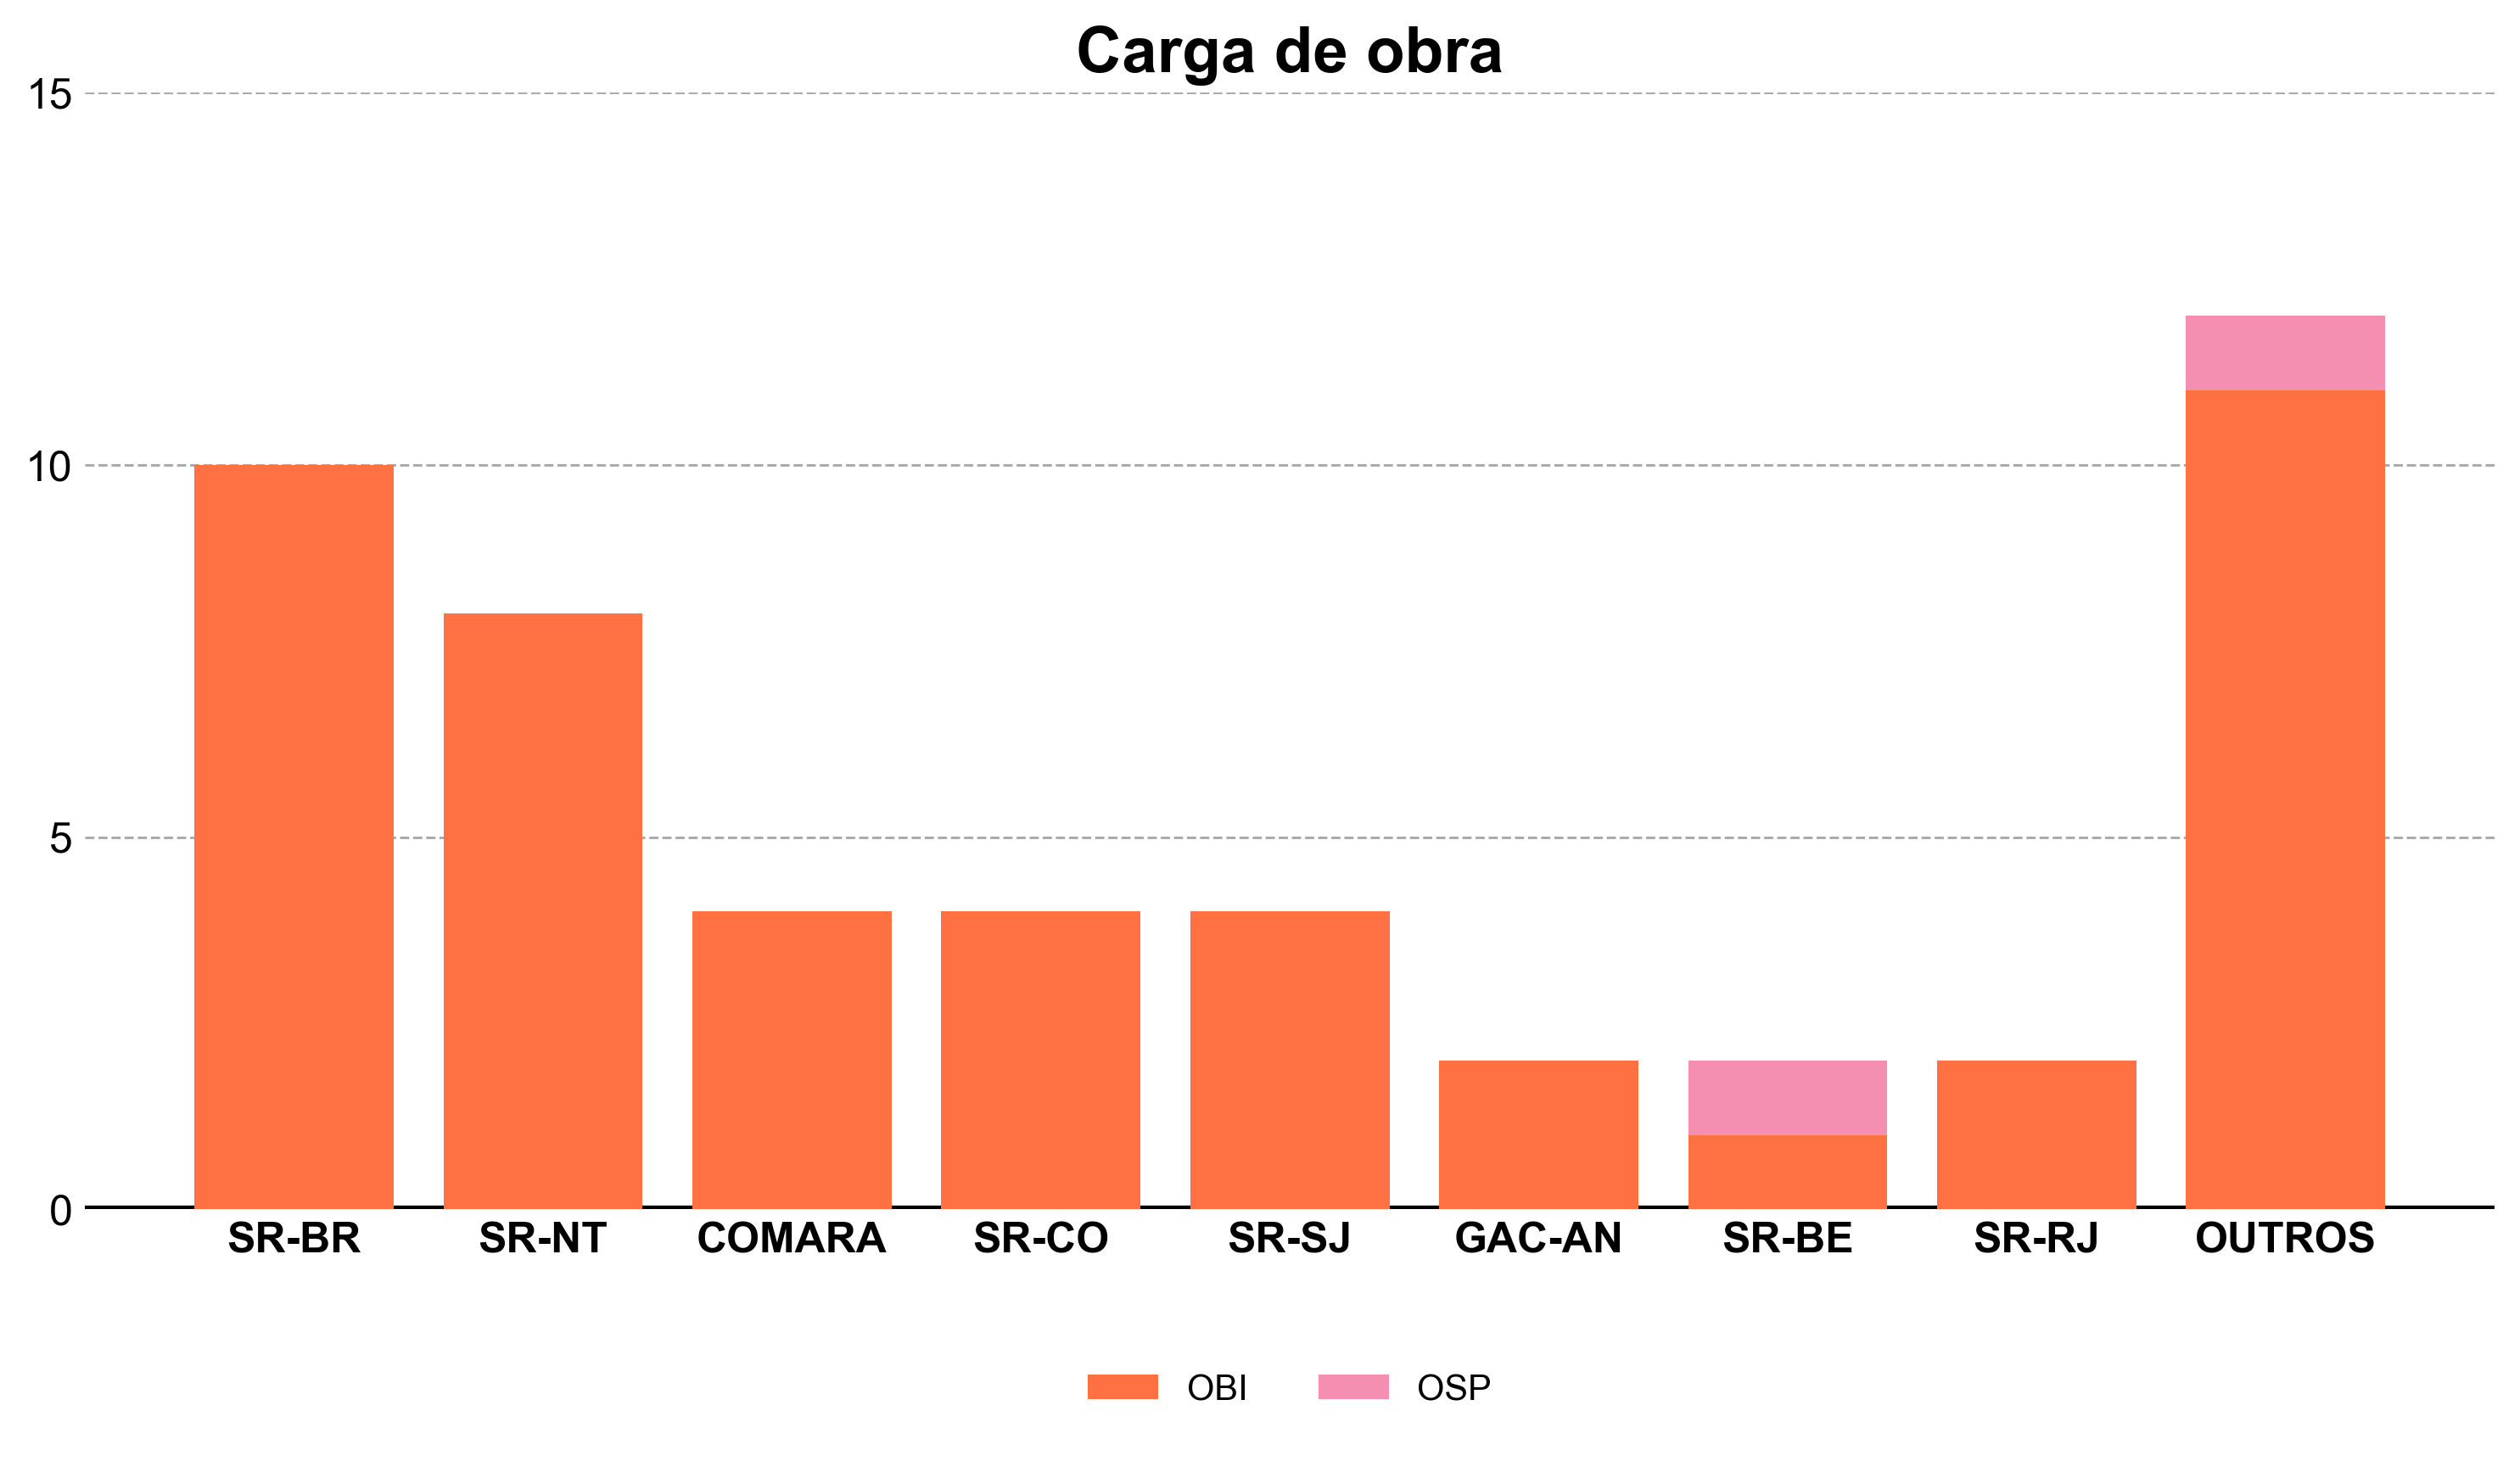 Carga de obra
15
10
5
0
SR-BR SR-NT COMARA SR-CO SR-SJ GAC-AN SR-BE SR-RJ OUTROS
OBI OSP